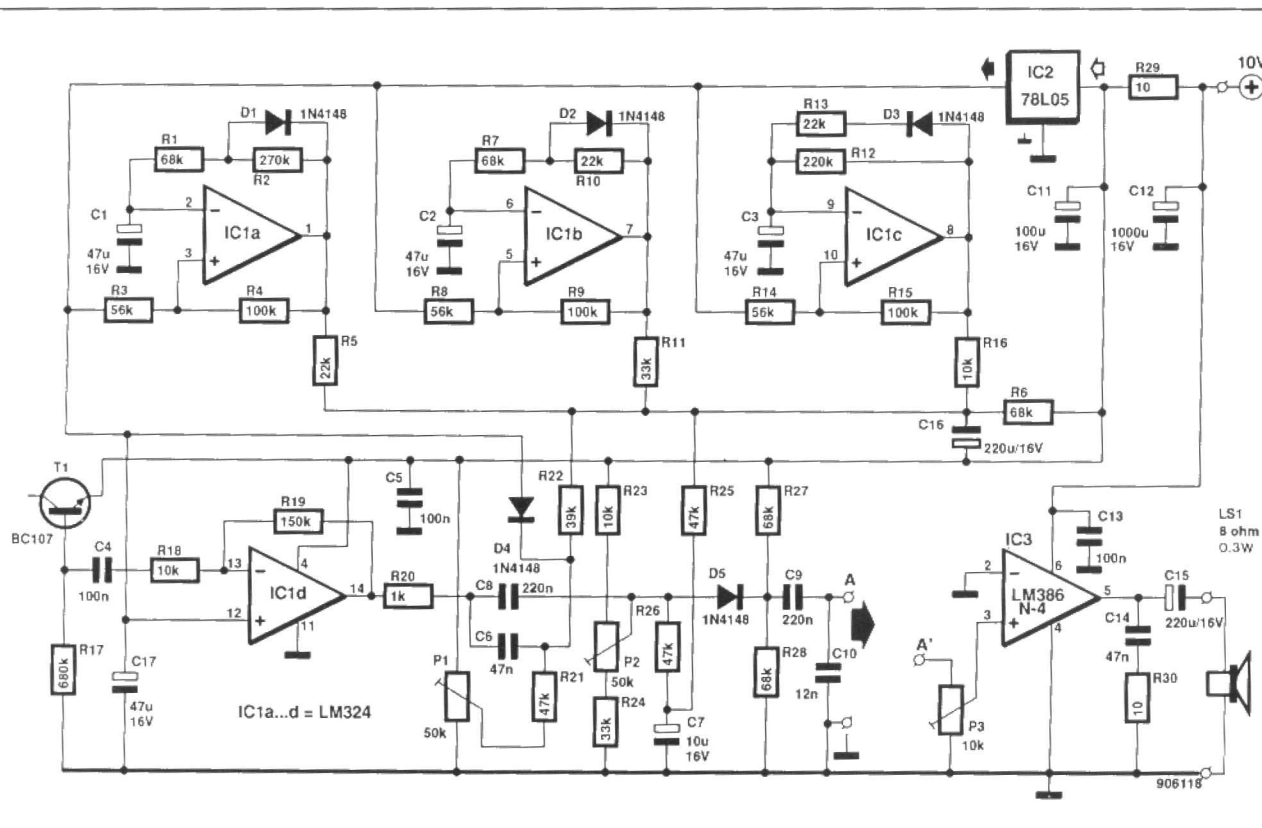 IC2
78L05
R29
10
10V
D1
1N4148
R1
68k
270k
R2
C1
47u
16V
2
3
1
IC1a
R3
56k
R4
100k
R5
22k
D2
1N4148
R7
68k
22k
R10
C2
47u
16V
6
5
7
IC1b
R8
56k
R9
100k
R11
33k
R13
22k
D3
1N4148
220k
R12
C3
47u
16V
9
10
8
IC1c
R14
56k
R15
100k
R16
10k
C11
100u
16V
C12
1000u
16V
R6
68k
C16
220u/16V
T1
BC107
C4
100n
R18
10k
R19
150k
13
12
14
4
11
IC1d
R17
680k
C17
47u
16V
IC1a...d = LM324
C5
100n
R20
1k
D4
1N4148
C8
220n
C6
47n
R22
39k
R21
47k
P1
50k
R23
10k
P2
50k
R24
33k
R25
47k
R26
47k
C7
10u
16V
D5
1N4148
R27
68k
R28
68k
C9
220n
C10
12n
A
A'
P3
10k
IC3
LM386
N-4
2
3
6
5
4
C13
100n
C14
47n
R30
10
C15
220u/16V
LS1
8 ohm
0.3W
906118